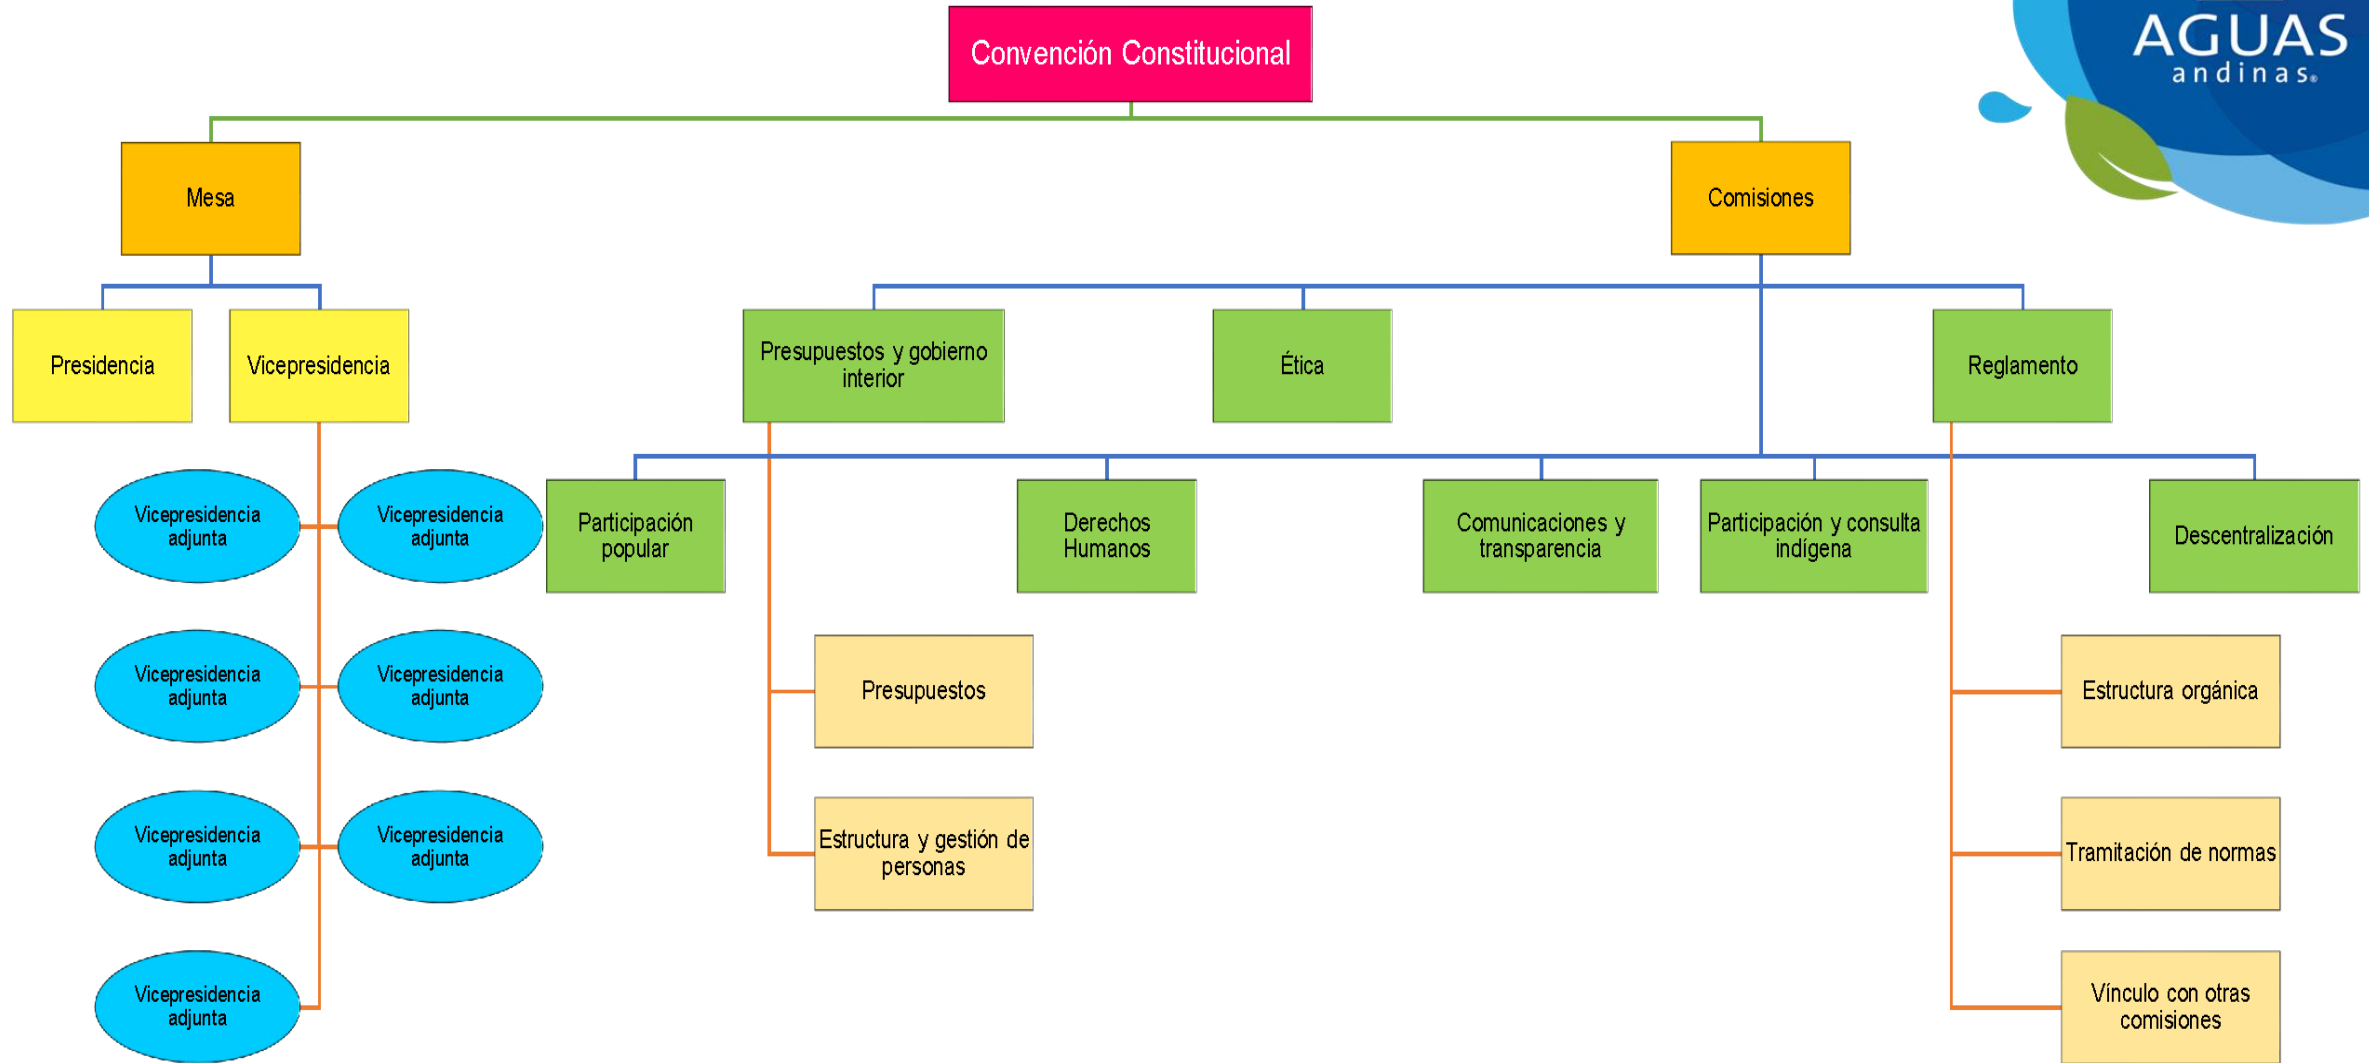 AGUAS
andinas®
Convención Constitucional
Mesa
Comisiones
Presidencia
Vicepresidencia
Presupuestos y gobierno
interior
Ética
Reglamento
Vicepresidencia
adjunta
Vicepresidencia
adjunta
Participación
popular
Derechos
Humanos
Comunicaciones y
transparencia
Participación y consulta
indígena
Descentralización
Vicepresidencia
adjunta
Vicepresidencia
adjunta
Presupuestos
Estructura orgánica
Vicepresidencia
adjunta
Vicepresidencia
adjunta
Estructura y gestión de
personas
Tramitación de normas
Vicepresidencia
adjunta
Vínculo con otras
comisiones